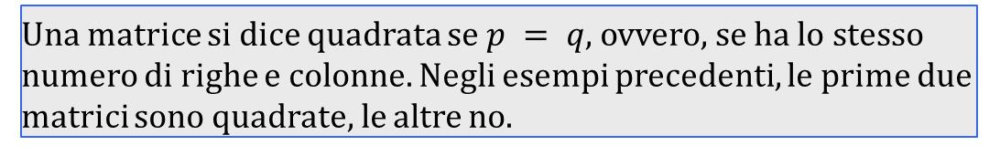 Una matrice si dice quadrata se p = q, ovvero, se ha lo stesso
numero di righe e colonne. Negli esempi precedenti, le prime due
matrici sono quadrate, le altre no.